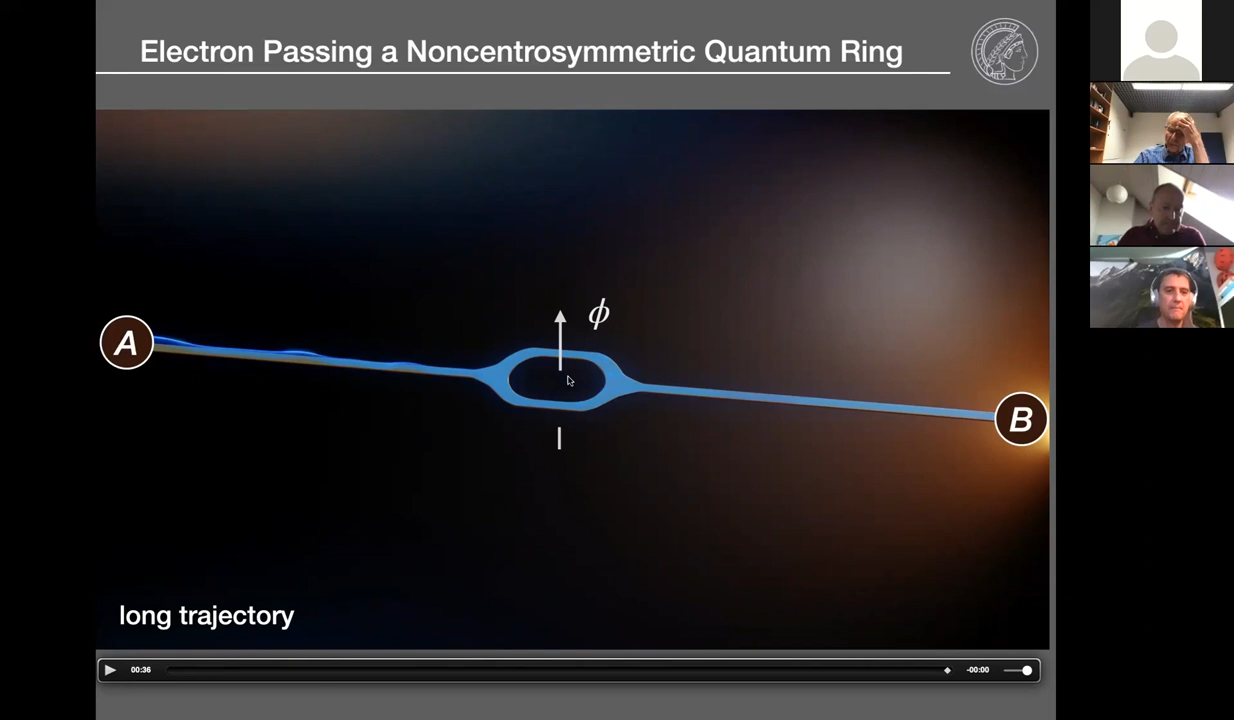 Electron Passing a Noncentrosymmetric Quantum Ring
ϕ
A
B
long trajectory
00:36
-00:00